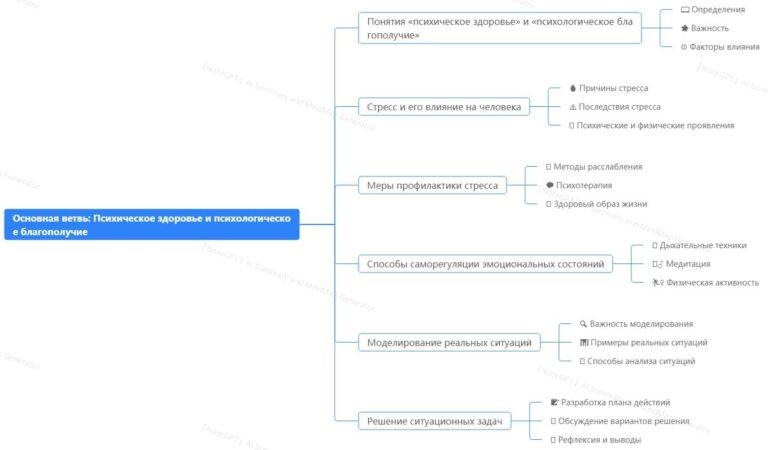 Основная ветвь: Психическое здоровье и психологическо
е благополучие
Понятия «психическое здоровье» и «психологическое бла
гополучие»
Определения
Важность
Факторы влияния
Стресс и его влияние на человека
Причины стресса
Последствия стресса
Психические и физические проявления
Меры профилактики стресса
Методы расслабления
Психотерапия
Здоровый образ жизни
Способы саморегуляции эмоциональных состояний
Дыхательные техники
Медитация
Физическая активность
Моделирование реальных ситуаций
Важность моделирования
Примеры реальных ситуаций
Способы анализа ситуаций
Решение ситуационных задач
Разработка плана действий
Обсуждение вариантов решения
Рефлексия и выводы